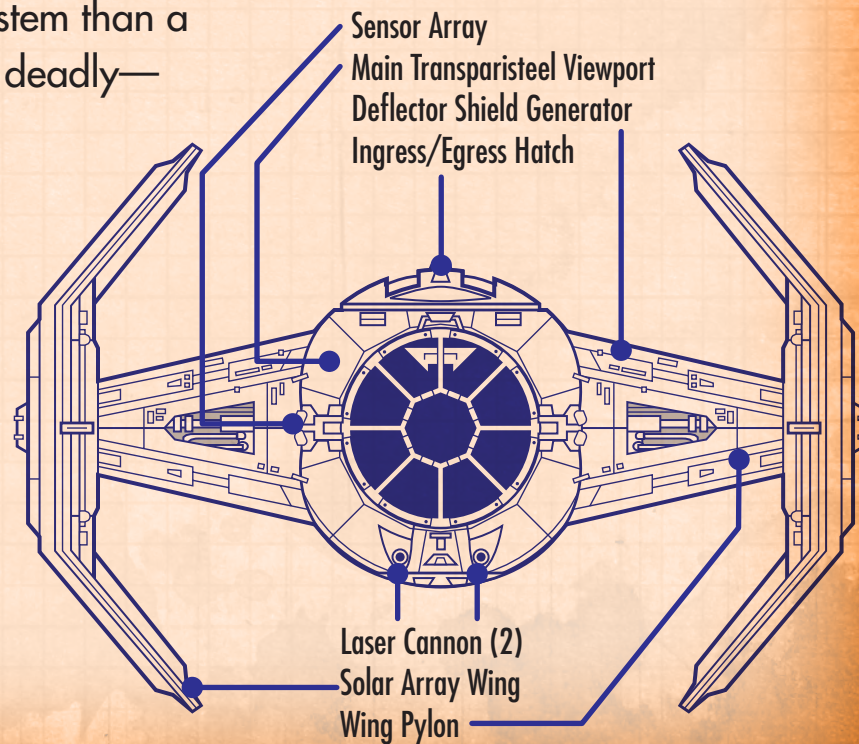 stem than a
deadly—
Sensor Array
Main Transparisteel Viewport
Deflector Shield Generator
Ingress/Egress Hatch
Laser Cannon (2)
Solar Array Wing
Wing Pylon